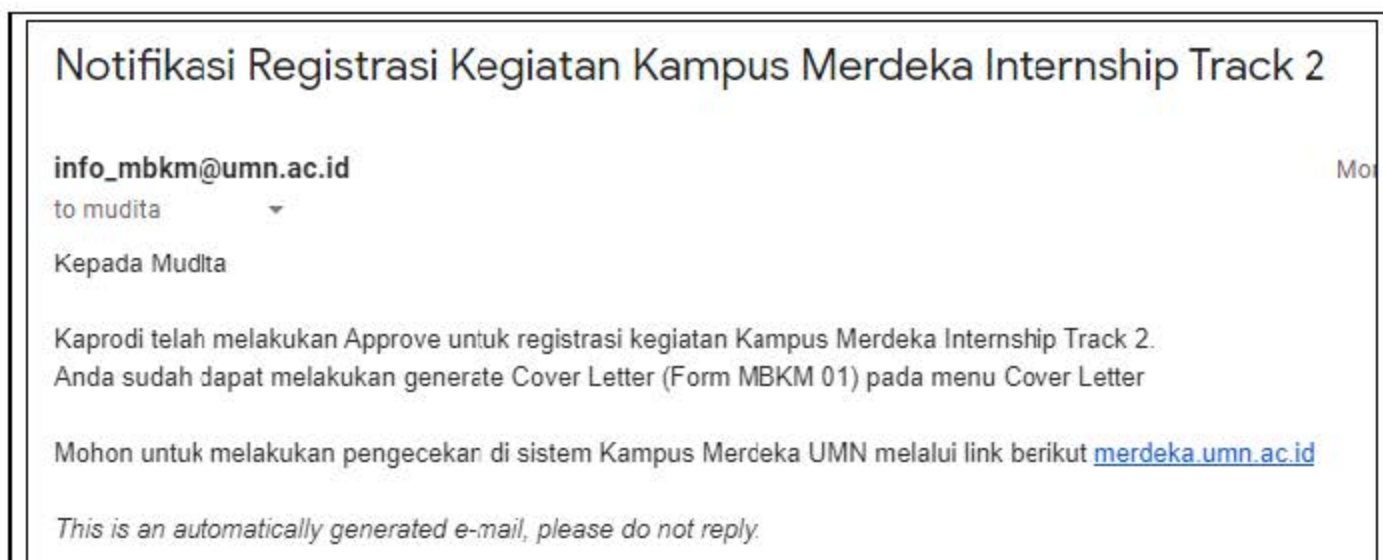 Notifikasi Registrasi Kegiatan Kampus Merdeka Internship Track 2
info_mbkm@umn.ac.id
to mudita
Kepada Mudita
Kaprodi telah melakukan Approve untuk registrasi kegiatan Kampus Merdeka Internship Track 2.
Anda sudah dapat melakukan generate Cover Letter (Form MBKM 01) pada menu Cover Letter
Mohon untuk melakukan pengecekan di sistem Kampus Merdeka UMN melalui link berikut merdeka.umn.ac.id
This is an automatically generated e-mail, please do not reply.